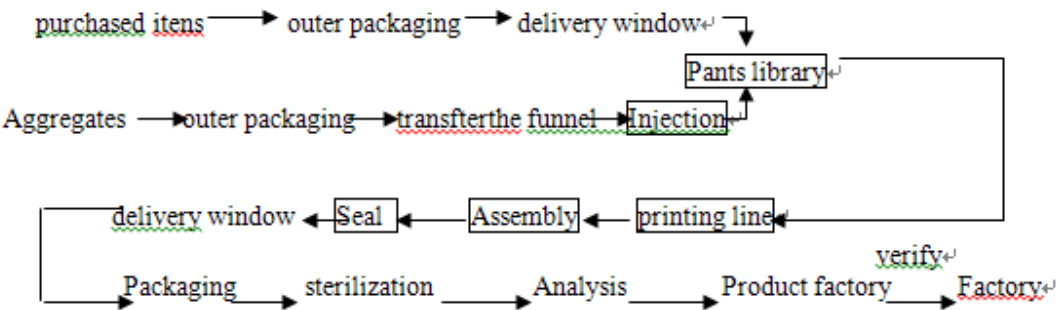 purchased itens outer packaging delivery window
Pants library
Aggregates outer packaging transfterthe funnel Injection
delivery window Seal Assembly printing line
verify
Packaging sterilization Analysis Product factory Factory